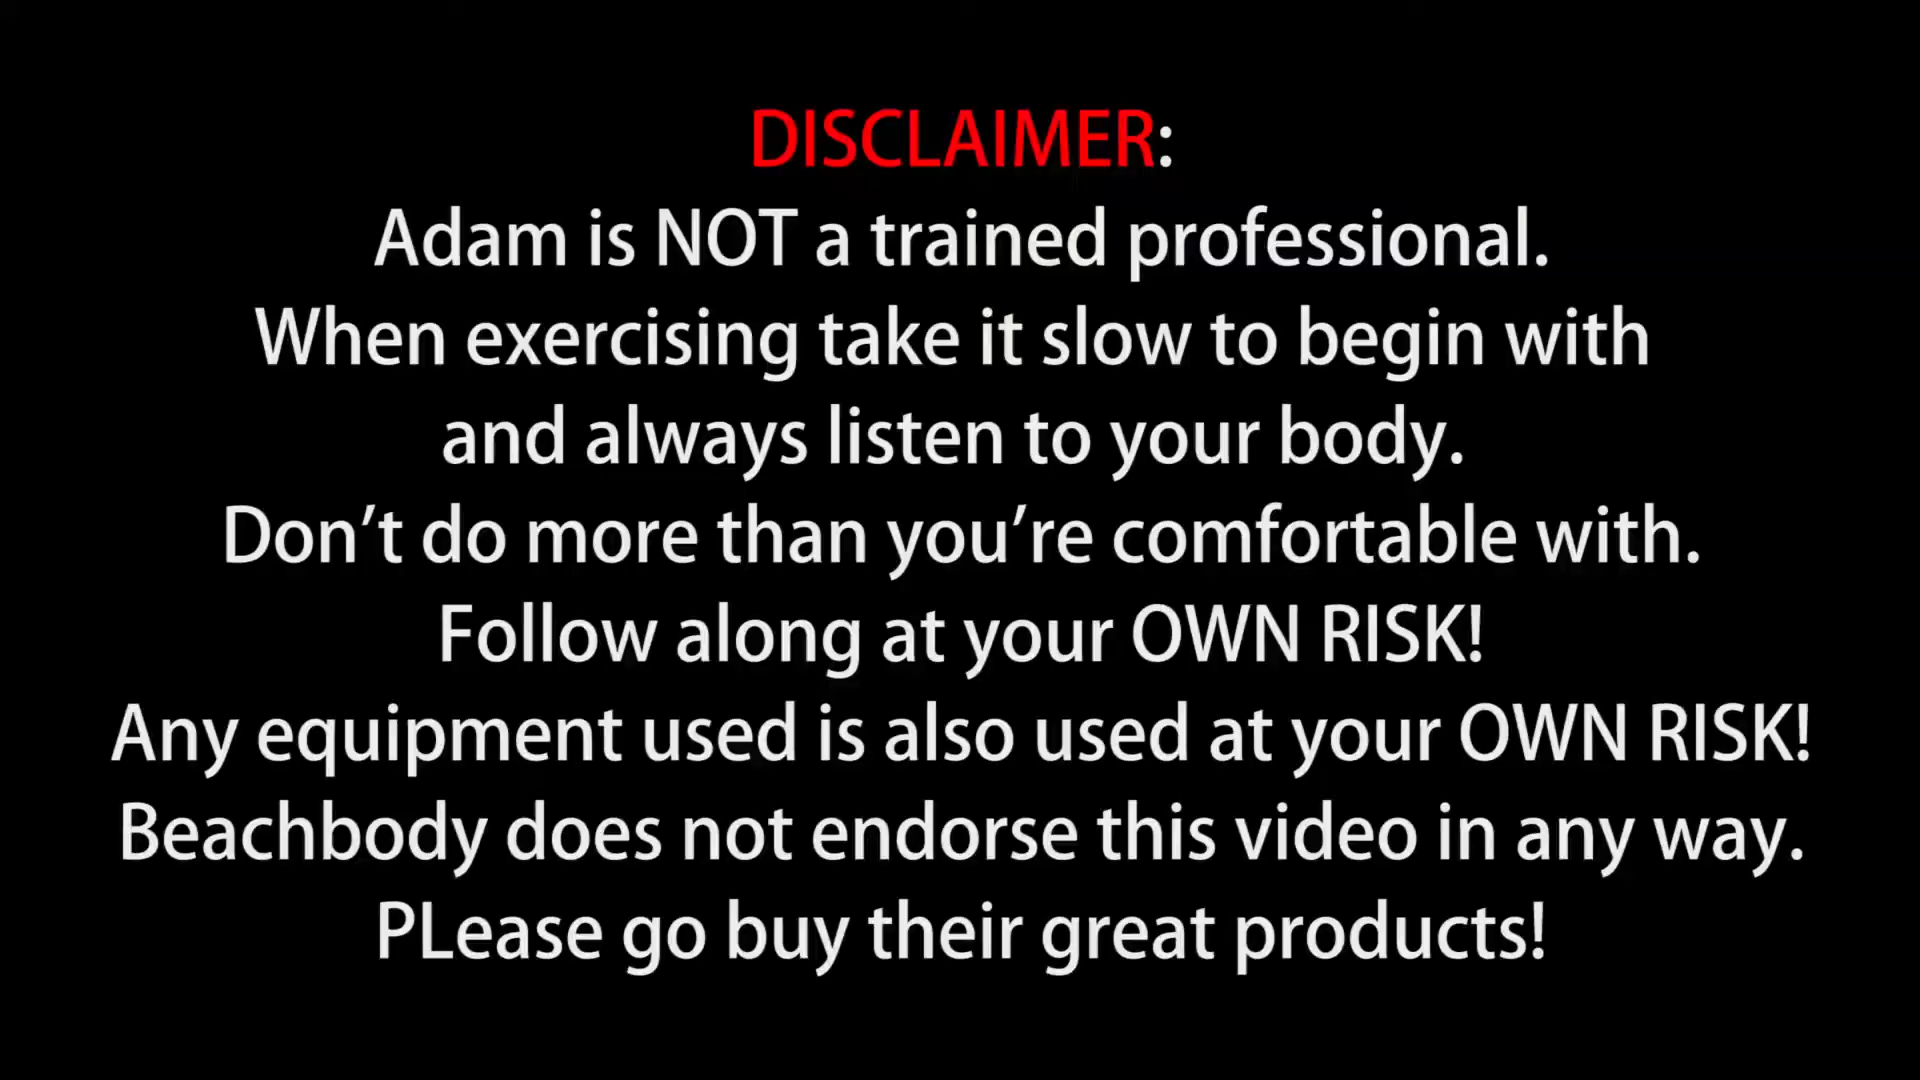 DISCLAIMER:
Adam is NOT a trained professional.
When exercising take it slow to begin with
and always listen to your body.
Don’t do more than you’re comfortable with.
Follow along at your OWN RISK!
Any equipment used is also used at your OWN RISK!
Beachbody does not endorse this video in any way.
PLease go buy their great products!